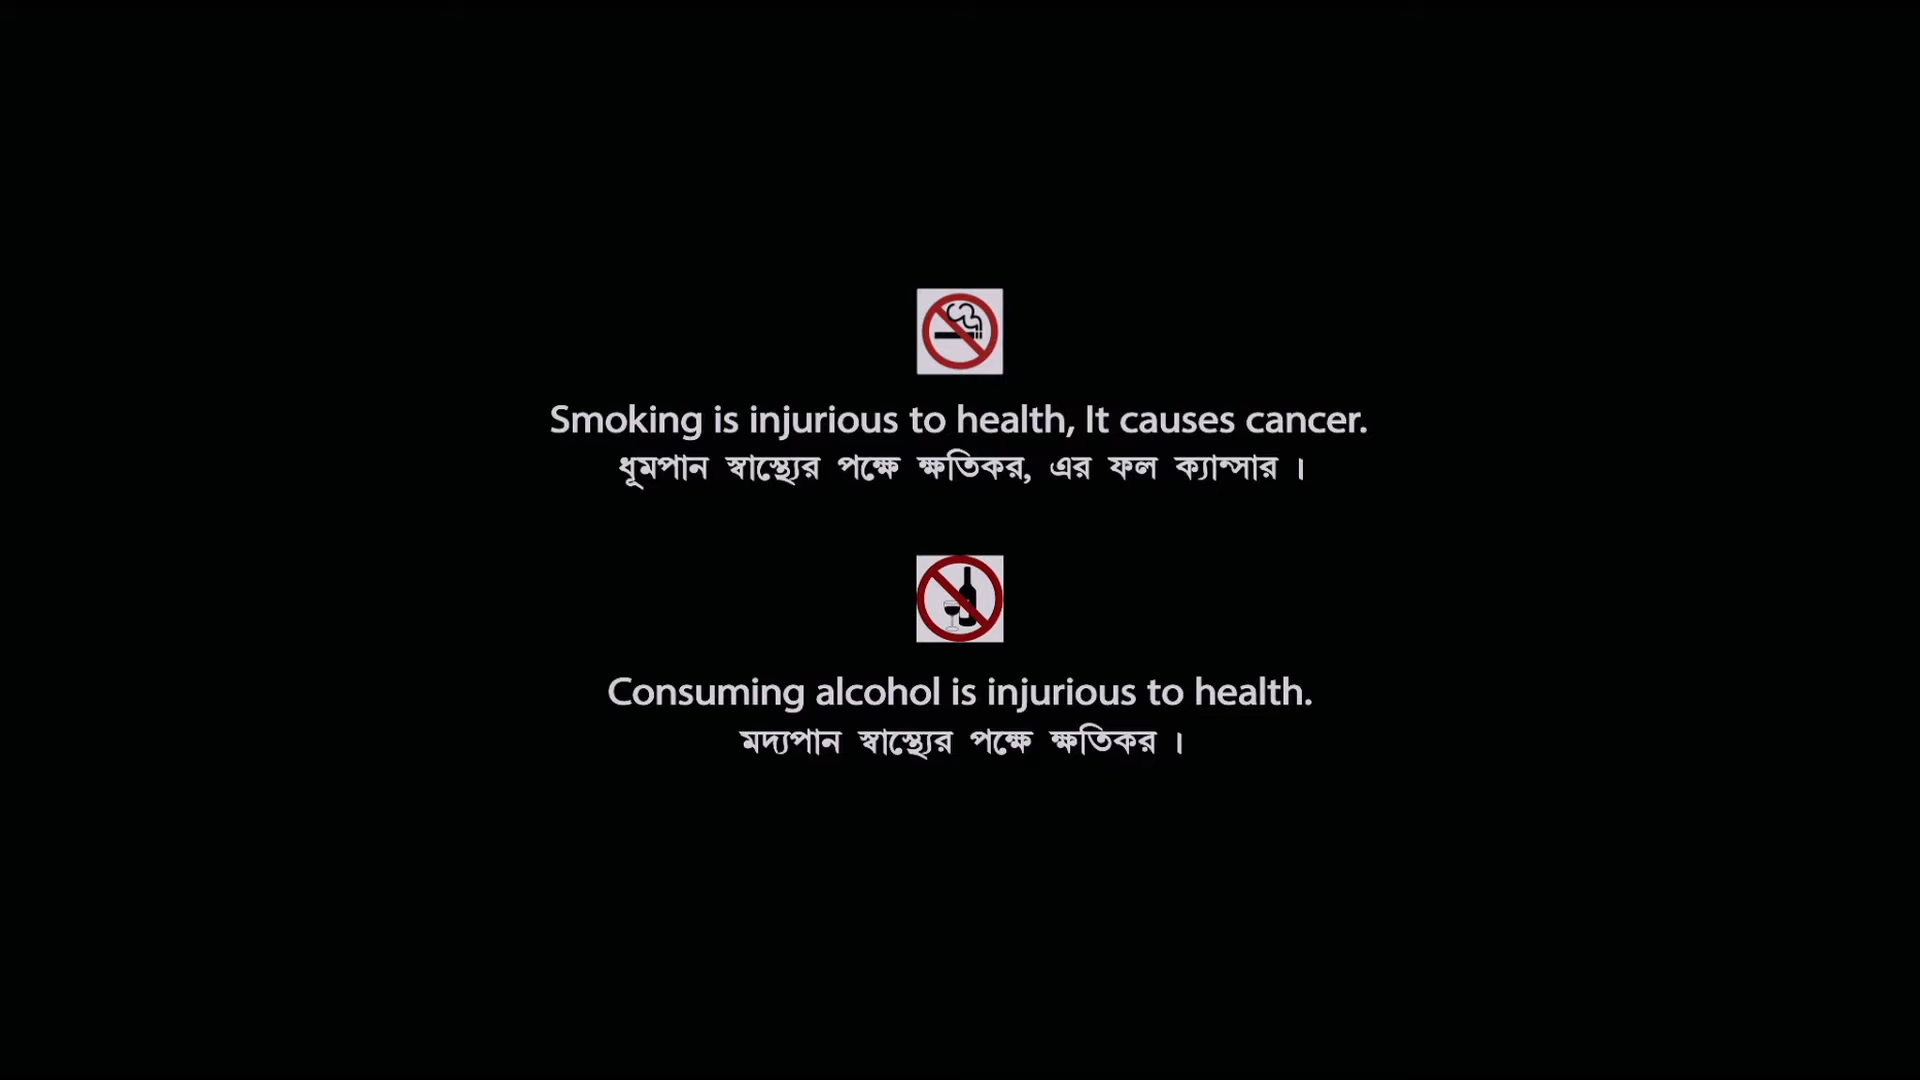 Smoking is injurious to health, It causes cancer.
ধূমপান স্বাস্থ্যের পক্ষে ক্ষতিকর, এর ফল ক্যান্সার ।
Consuming alcohol is injurious to health.
মদ্যপান স্বাস্থ্যের পক্ষে ক্ষতিকর ।